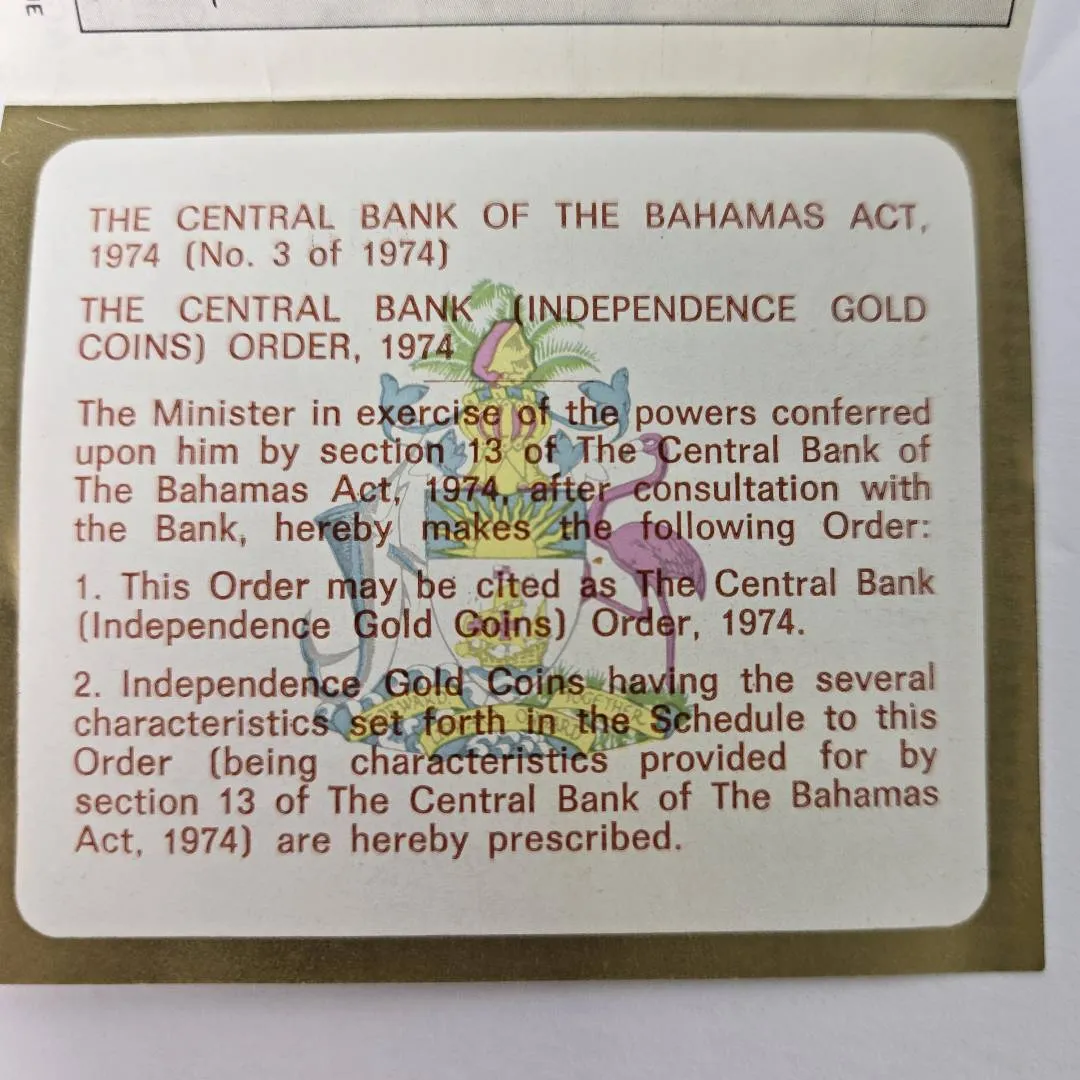 THE CENTRAL BANK OF THE BAHAMAS ACT,
1974 (No. 3 of 1974)
THE CENTRAL BANK (INDEPENDENCE GOLD
COINS) ORDER, 1974
The Minister in exercise of the powers conferred
upon him by section 13 of The Central Bank of
The Bahamas Act, 1974, after consultation with
the Bank, hereby makes the following Order:
1. This Order may be cited as The Central Bank
(Independence Gold Coins) Order, 1974.
2. Independence Gold Coins having the several
characteristics set forth in the Schedule to this
Order (being characteristics provided for by
section 13 of The Central Bank of The Bahamas
Act, 1974) are hereby prescribed.